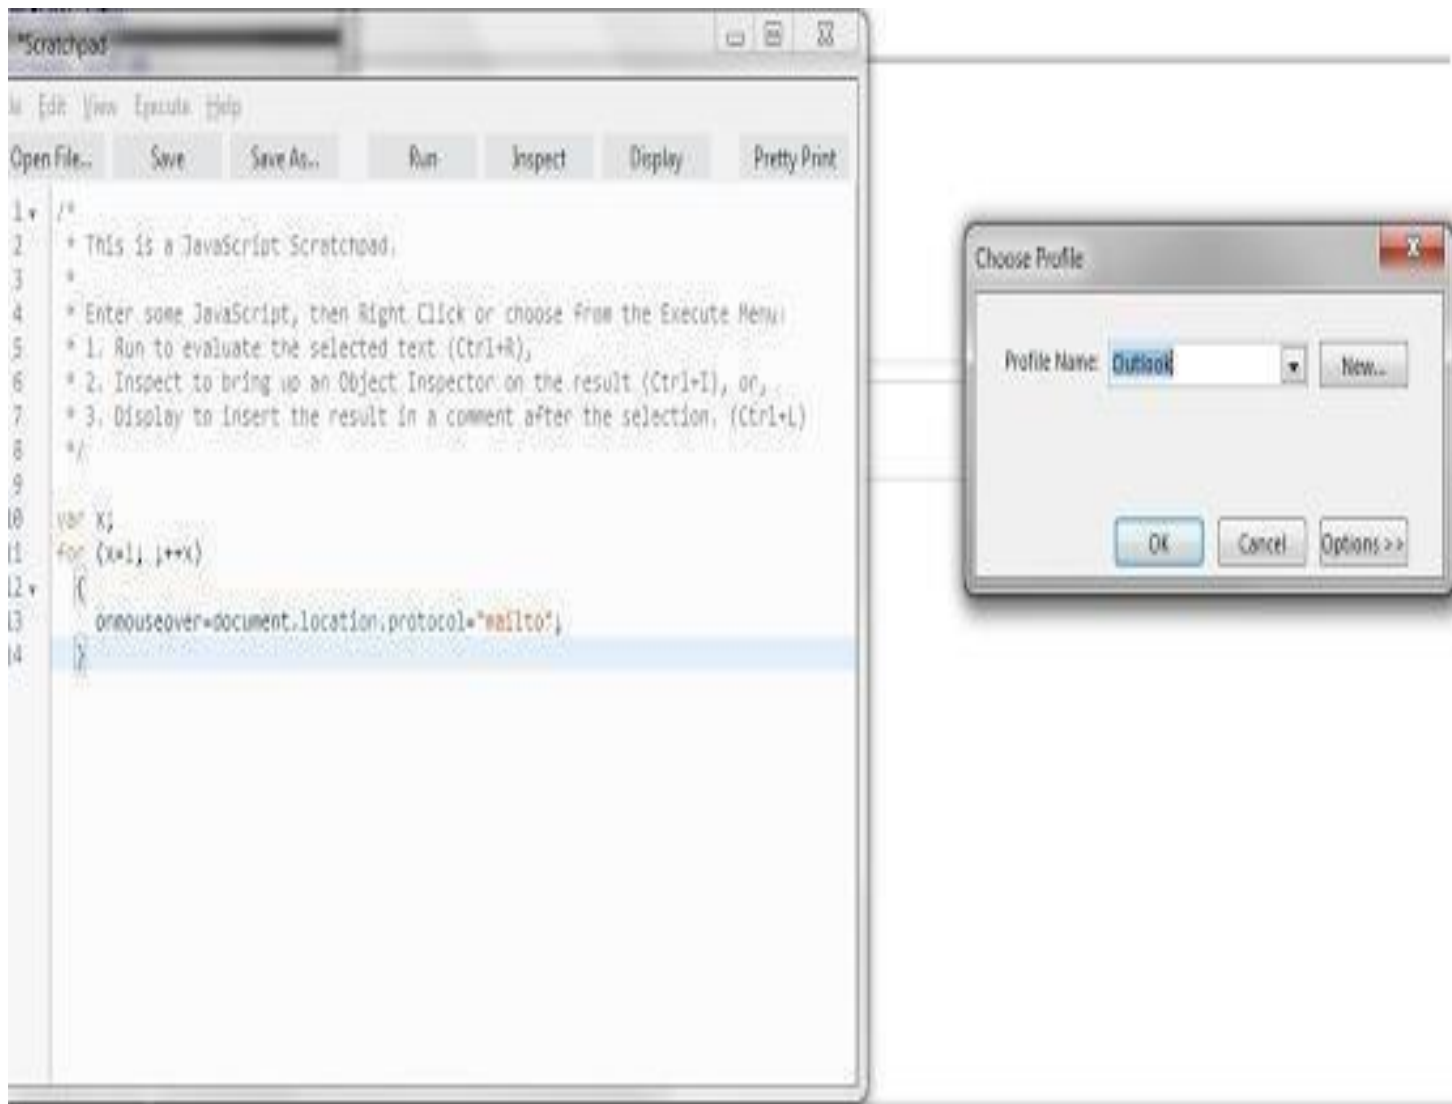 *Scratchpad
Edit View Execute Help
Open File... Save Save As... Run Inspect Display Pretty Print
1 /*
2 * This is a JavaScript Scratchpad.
3 *
4 * Enter some JavaScript, then Right Click or choose from the Execute Menu:
5 * 1. Run to evaluate the selected text (Ctrl+R),
6 * 2. Inspect to bring up an Object Inspector on the result (Ctrl+I), or,
7 * 3. Display to insert the result in a comment after the selection. (Ctrl+L)
8 */
9
10 var x;
11 for (x=1; ;++x)
12 {
13 onmouseover=document.location.protocol="mailto";
14 }
Choose Profile
Profile Name: Outlook New...
OK Cancel Options >>